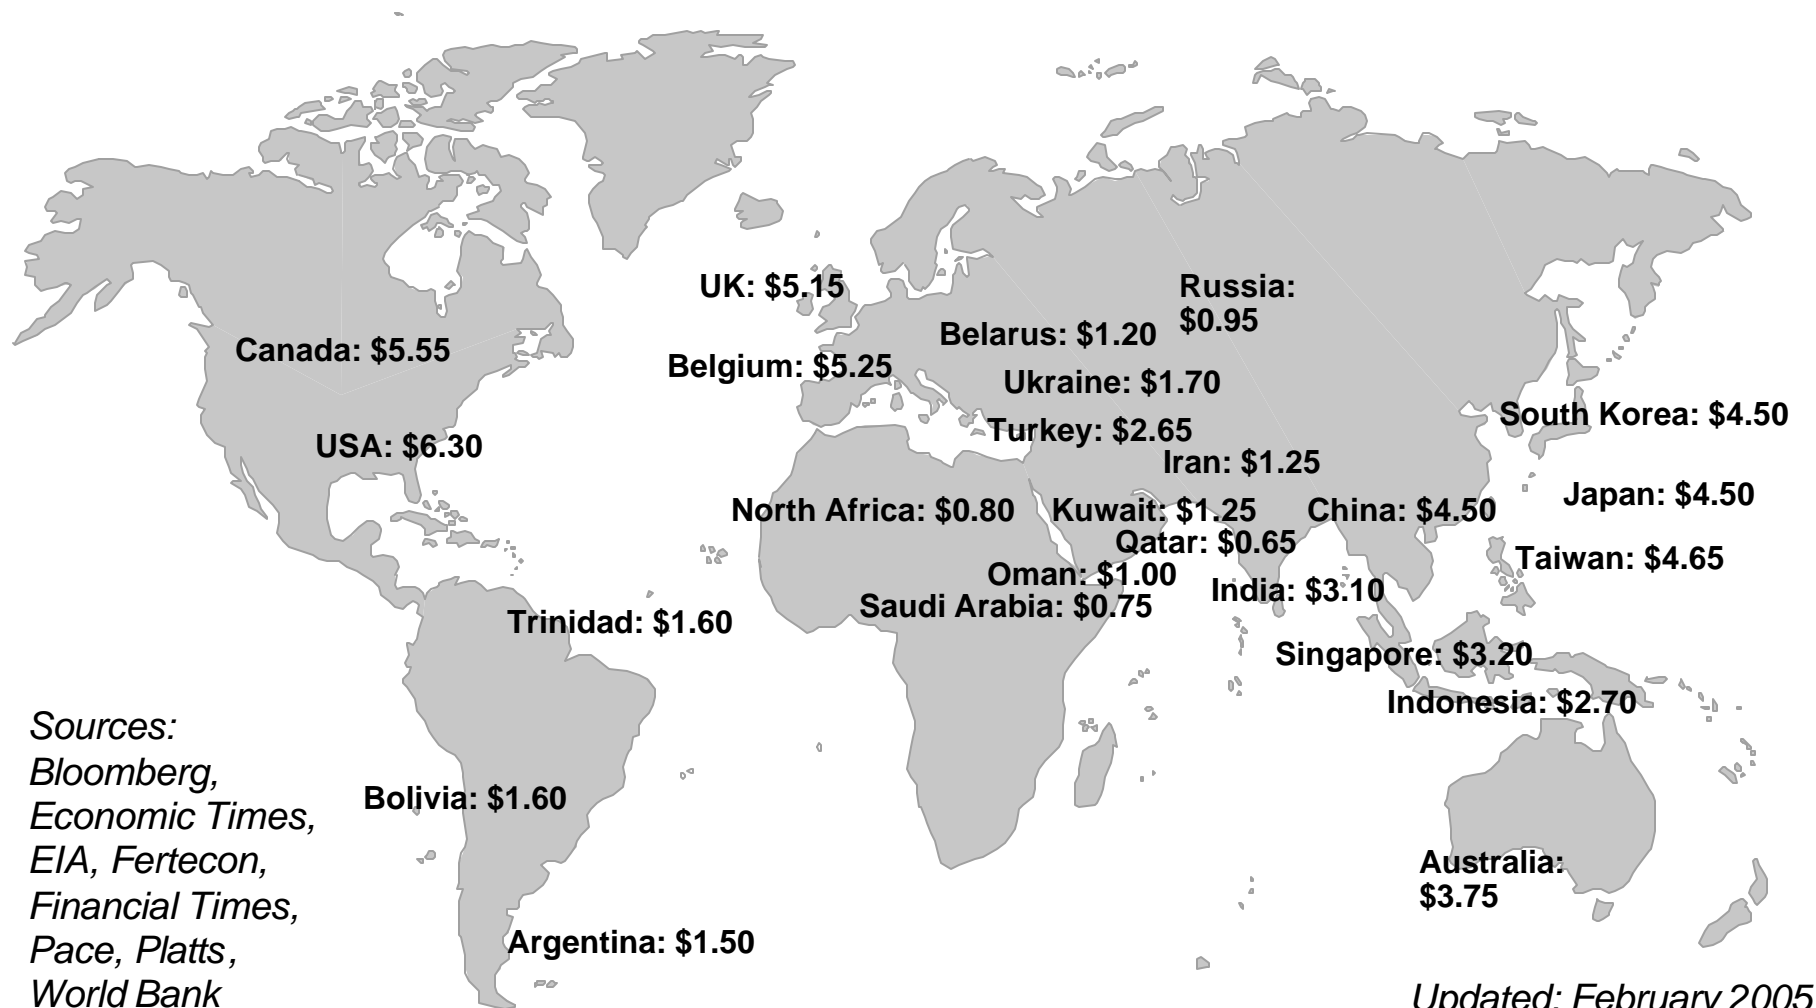 UK: $5.15
Russia:
$0.95
Belarus: $1.20
Canada: $5.55
Belgium: $5.25
Ukraine: $1.70
South Korea: $4.50
Turkey: $2.65
USA: $6.30
Iran: $1.25
Japan: $4.50
North Africa: $0.80
Kuwait: $1.25
China: $4.50
Qatar: $0.65
Taiwan: $4.65
Oman: $1.00
India: $3.10
Saudi Arabia: $0.75
Trinidad: $1.60
Singapore: $3.20
Indonesia: $2.70
Bolivia: $1.60
Australia:
$3.75
Argentina: $1.50
Sources:
Bloomberg,
Economic Times,
EIA, Fertecon,
Financial Times,
Pace, Platts,
World Bank
Updated: February 2005